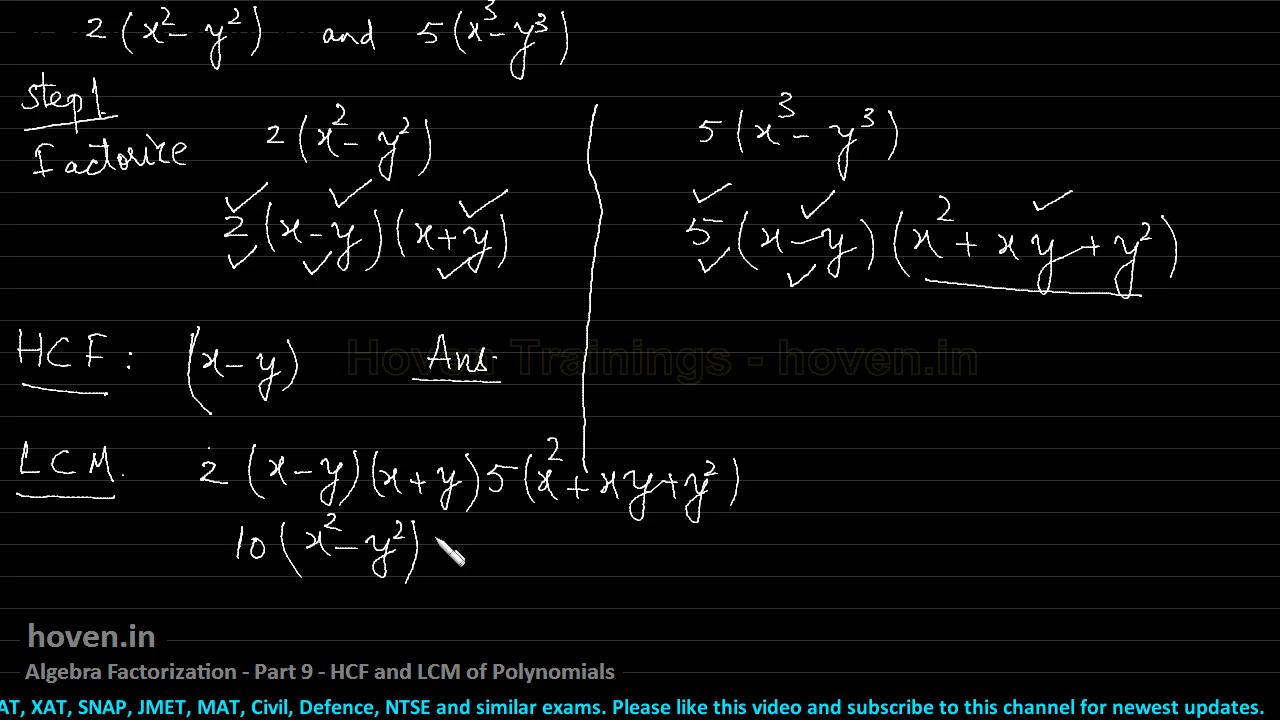 2(x²-y²) and 5(x³-y³)
Step 1
Factorize 2(x²-y²)
5(x³-y³)
2(x-y)(x+y)
5(x-y)(x²+xy+y²)
HCF: (x-y) Ans.
Hoven Trainings - hoven.in
LCM. 2(x-y)(x+y)5(x²+xy+y²)
10(x²-y²)
hoven.in
Algebra Factorization - Part 9 - HCF and LCM of Polynomials
AT, XAT, SNAP, JMET, MAT, Civil, Defence, NTSE and similar exams. Please like this video and subscribe to this channel for newest updates.